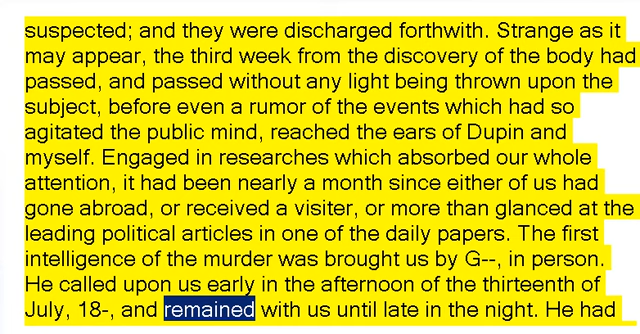 suspected; and they were discharged forthwith. Strange as it
may appear, the third week from the discovery of the body had
passed, and passed without any light being thrown upon the
subject, before even a rumor of the events which had so
agitated the public mind, reached the ears of Dupin and
myself. Engaged in researches which absorbed our whole
attention, it had been nearly a month since either of us had
gone abroad, or received a visiter, or more than glanced at the
leading political articles in one of the daily papers. The first
intelligence of the murder was brought us by G--, in person.
He called upon us early in the afternoon of the thirteenth of
July, 18-, and remained with us until late in the night. He had